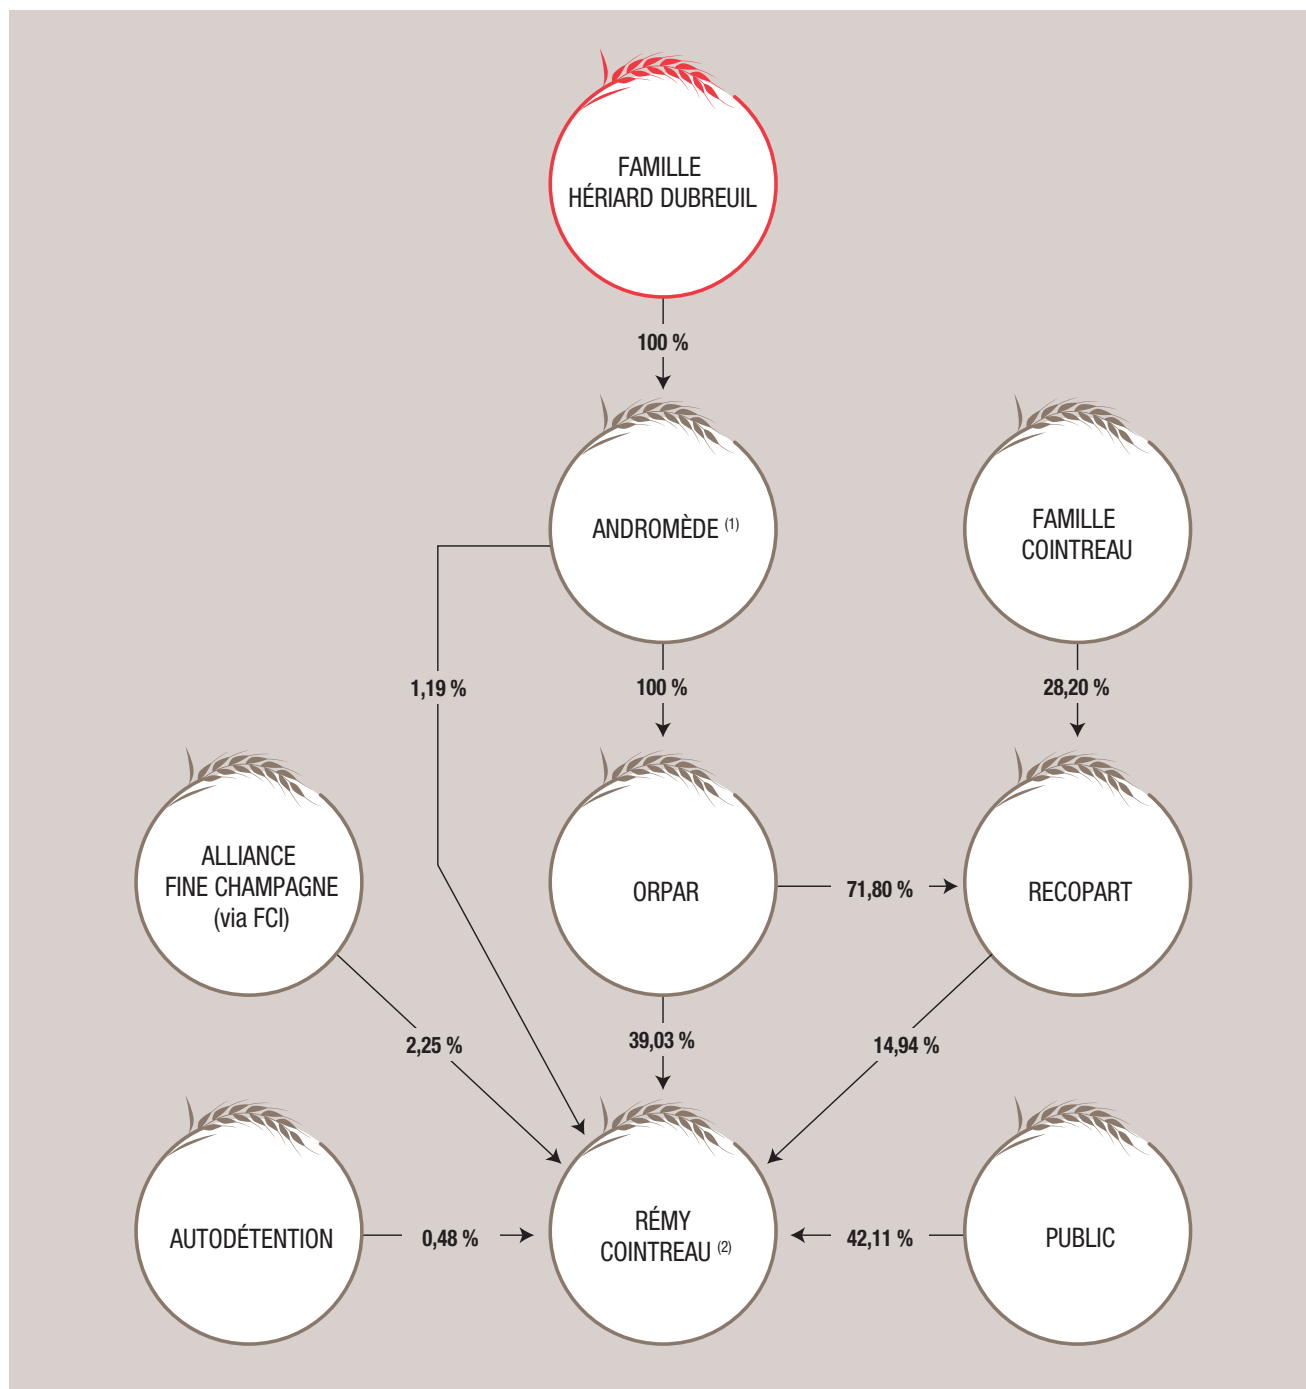 FAMILLE
HÉRIARD DUBREUIL
100 %
ANDROMÈDE (1)
FAMILLE
COINTREAU
1,19 %
100 %
28,20 %
ALLIANCE
FINE CHAMPAGNE
(via FCI)
ORPAR
71,80 %
RECOPART
2,25 %
39,03 %
14,94 %
AUTODÉTENTION
0,48 %
RÉMY
COINTREAU (2)
42,11 %
PUBLIC